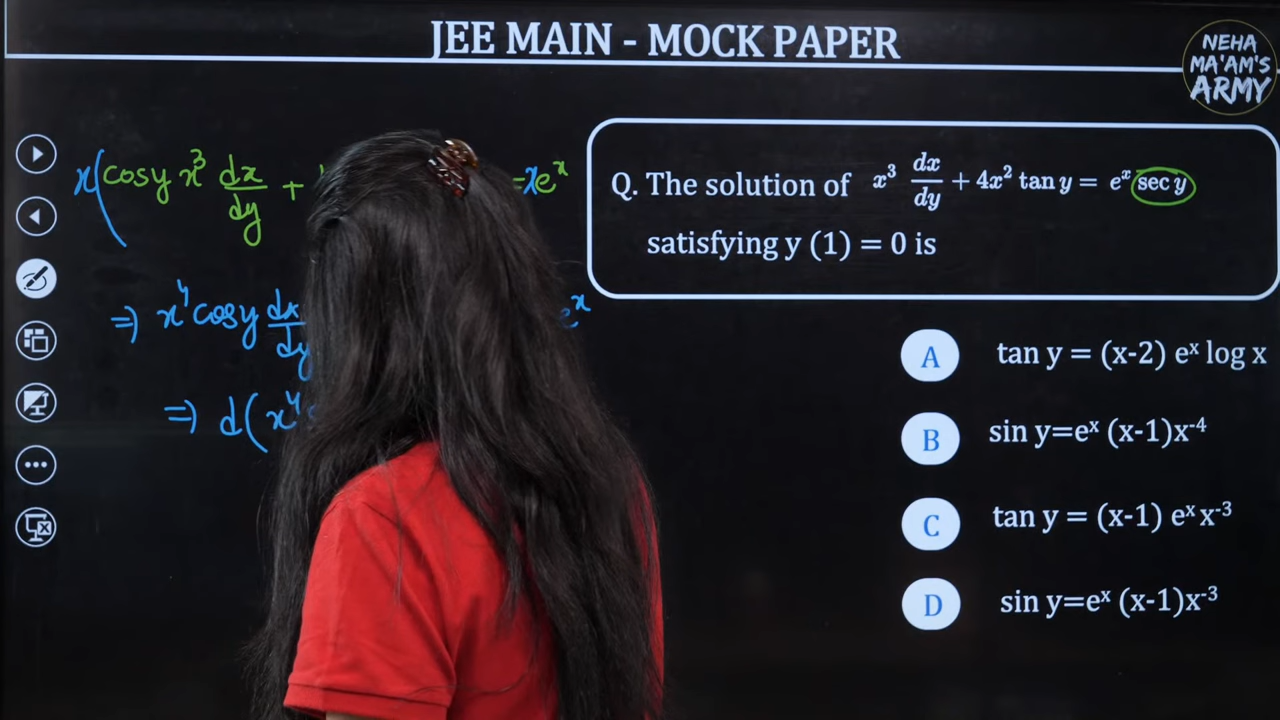 JEE MAIN - MOCK PAPER
NEHA
MA'AM'S
ARMY
x(cosy x³ dx/dy +
=xeˣ
⇒ x⁴cosy dx/dy
eˣ
⇒ d(x⁴
Q. The solution of x³ dx/dy + 4x² tan y = eˣ sec y
satisfying y (1) = 0 is
A tan y = (x-2) eˣ log x
B sin y=eˣ (x-1)x⁻⁴
C tan y = (x-1) eˣ x⁻³
D sin y=eˣ (x-1)x⁻³